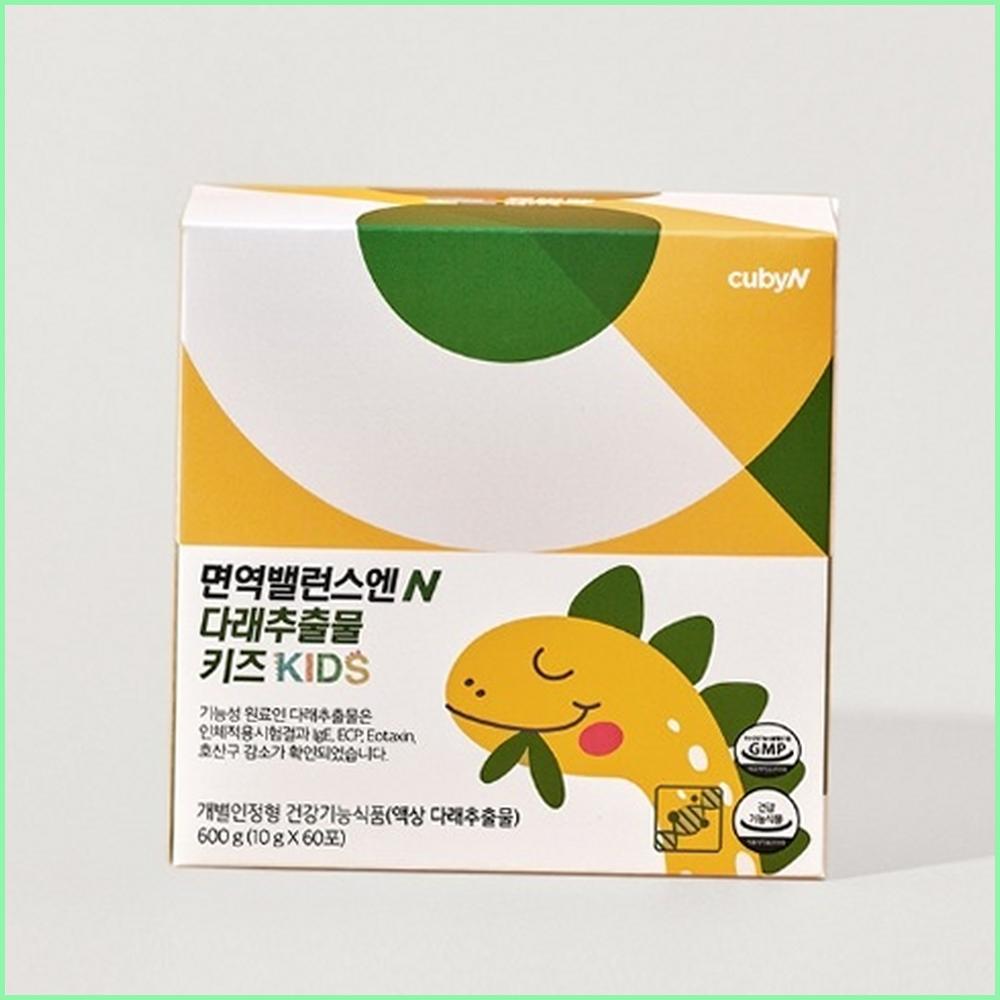 cubyN
면역밸런스엔 N
다래추출물
키즈 KIDS
기능성 원료인 다래추출물은
인체적용시험결과 IgE, ECP, Eotaxin,
호산구 감소가 확인되었습니다.
GMP
건강
기능식품
개별인정형 건강기능식품(액상 다래추출물)
600 g (10 g X 60포)